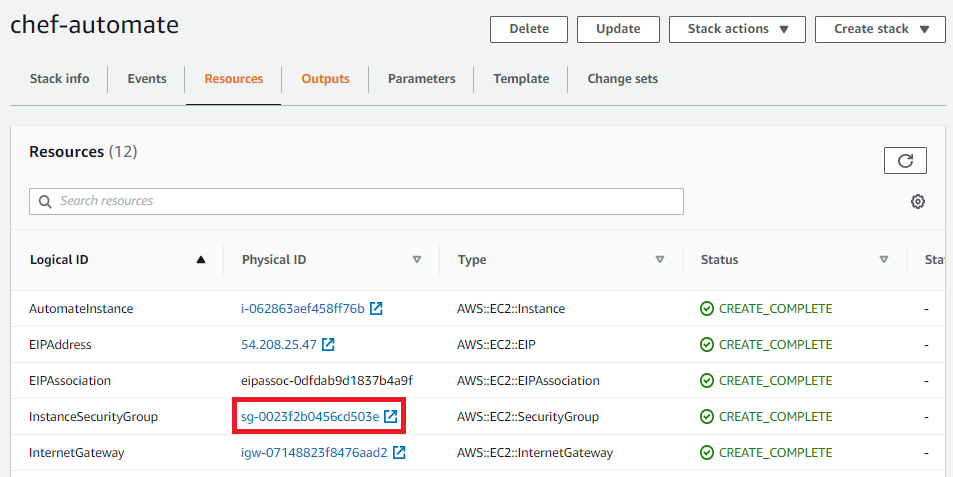 chef-automate
Delete Update Stack actions Create stack
Stack info Events Resources Outputs Parameters Template Change sets
Resources (12)
Search resources
Logical ID Physical ID Type Status Sta
AutomateInstance i-062863aef458ff76b AWS::EC2::Instance CREATE_COMPLETE -
EIPAddress 54.208.25.47 AWS::EC2::EIP CREATE_COMPLETE -
EIPAssociation eipassoc-0dfdab9d1837b4a9f AWS::EC2::EIPAssociation CREATE_COMPLETE -
InstanceSecurityGroup sg-0023f2b0456cd503e AWS::EC2::SecurityGroup CREATE_COMPLETE -
InternetGateway igw-07148823f8476aad2 AWS::EC2::InternetGateway CREATE_COMPLETE -